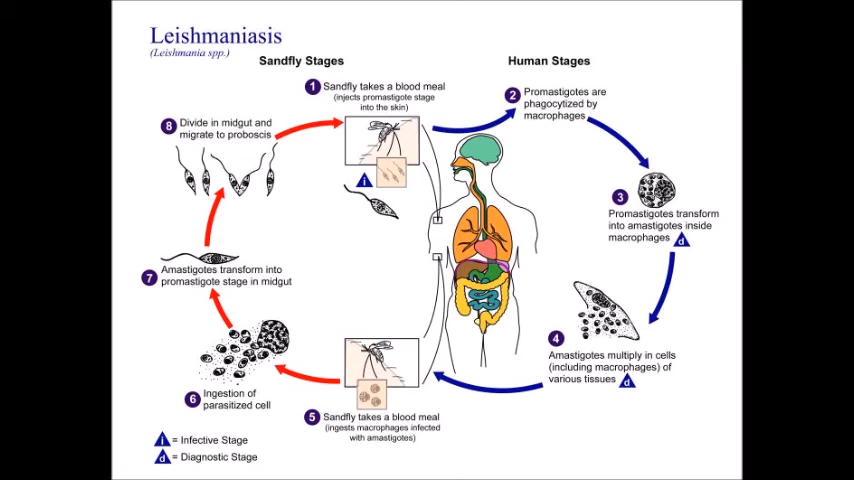 Leishmaniasis
(Leishmania spp.)
Sandfly Stages
Human Stages
1 Sandfly takes a blood meal
(injects promastigote stage
into the skin)
2 Promastigotes are
phagocytized by
macrophages
3
Promastigotes transform
into amastigotes inside
macrophages d
4
Amastigotes multiply in cells
(including macrophages) of
various tissues d
5 Sandfly takes a blood meal
(ingests macrophages infected
with amastigotes)
6 Ingestion of
parasitized cell
7 Amastigotes transform into
promastigote stage in midgut
8 Divide in midgut and
migrate to proboscis
i
i = Infective Stage
d = Diagnostic Stage